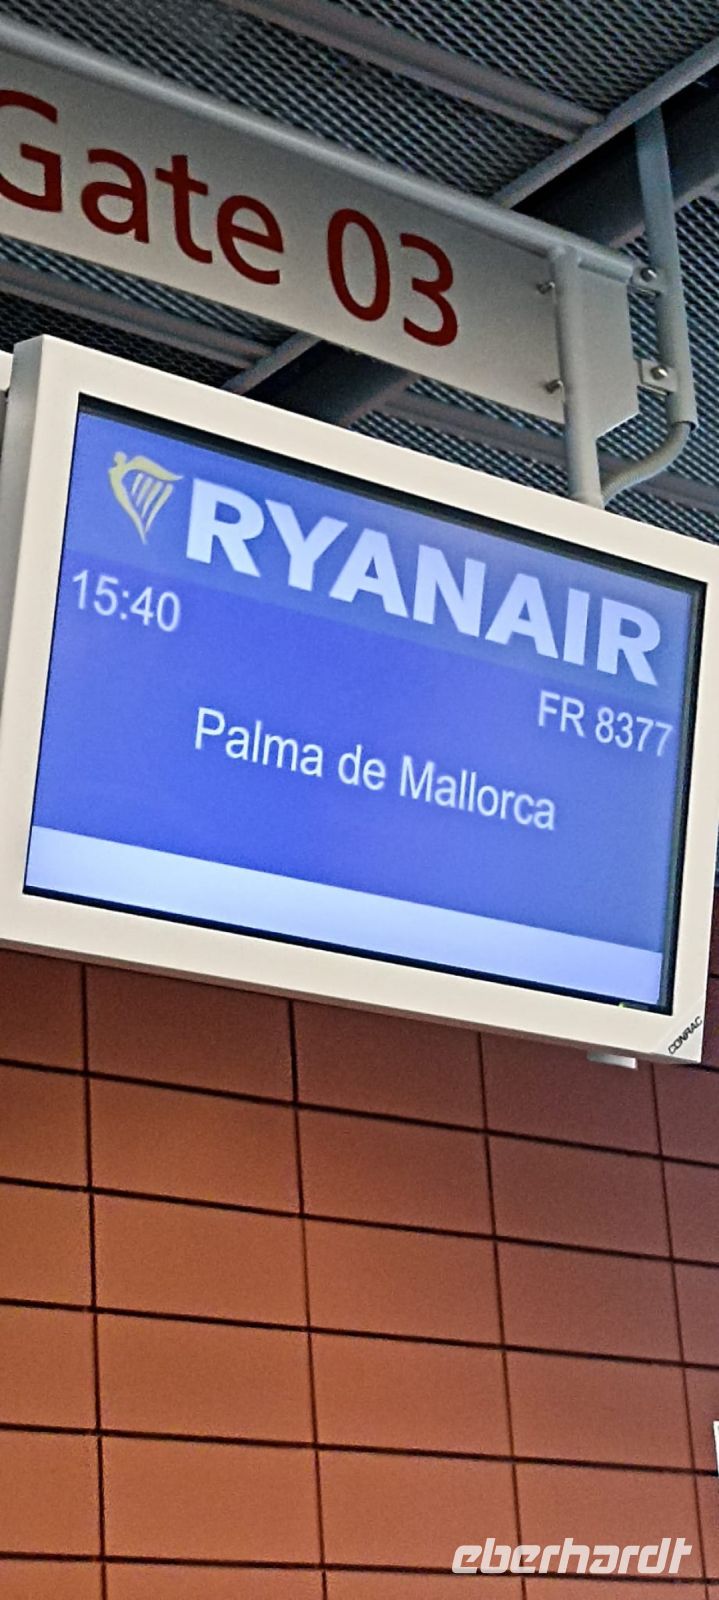 Gate 03
RYANAIR
15:40
FR 8377
Palma de Mallorca
CONRAC
eberhardt